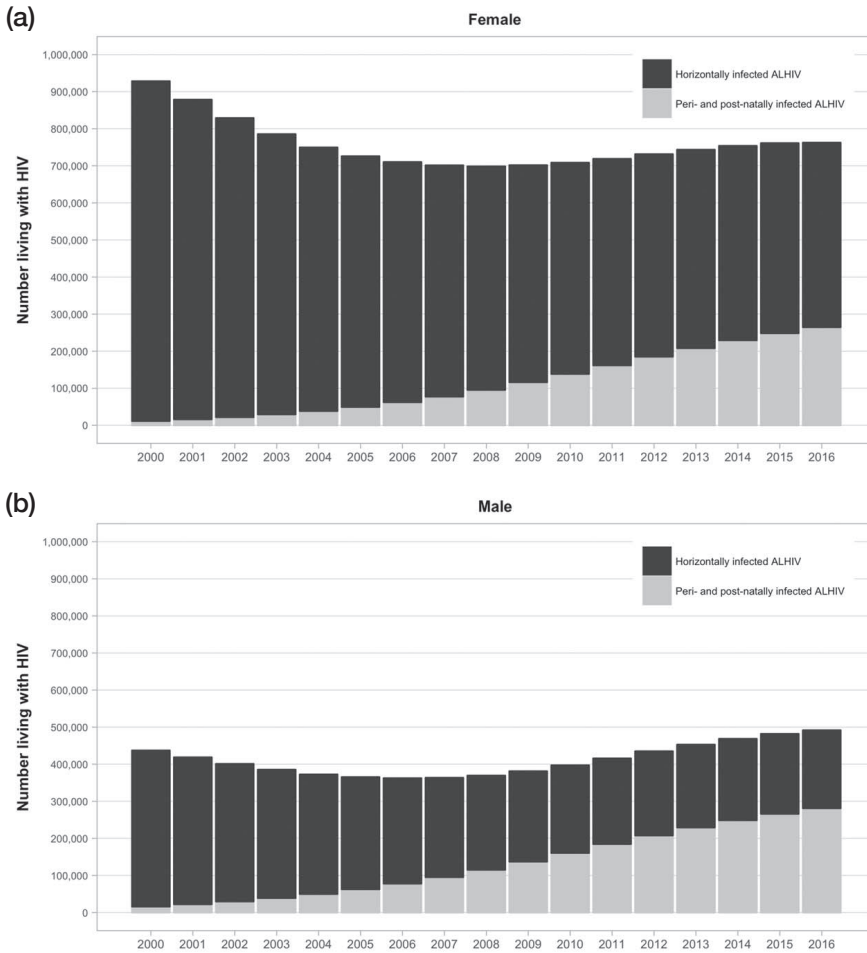 (a)
Female
Number living with HIV
1,000,000
900,000
800,000
700,000
600,000
500,000
400,000
300,000
200,000
100,000
0
Horizontally infected ALHIV
Peri- and post-natally infected ALHIV
2000 2001 2002 2003 2004 2005 2006 2007 2008 2009 2010 2011 2012 2013 2014 2015 2016
(b)
Male
Number living with HIV
1,000,000
900,000
800,000
700,000
600,000
500,000
400,000
300,000
200,000
100,000
0
Horizontally infected ALHIV
Peri- and post-natally infected ALHIV
2000 2001 2002 2003 2004 2005 2006 2007 2008 2009 2010 2011 2012 2013 2014 2015 2016